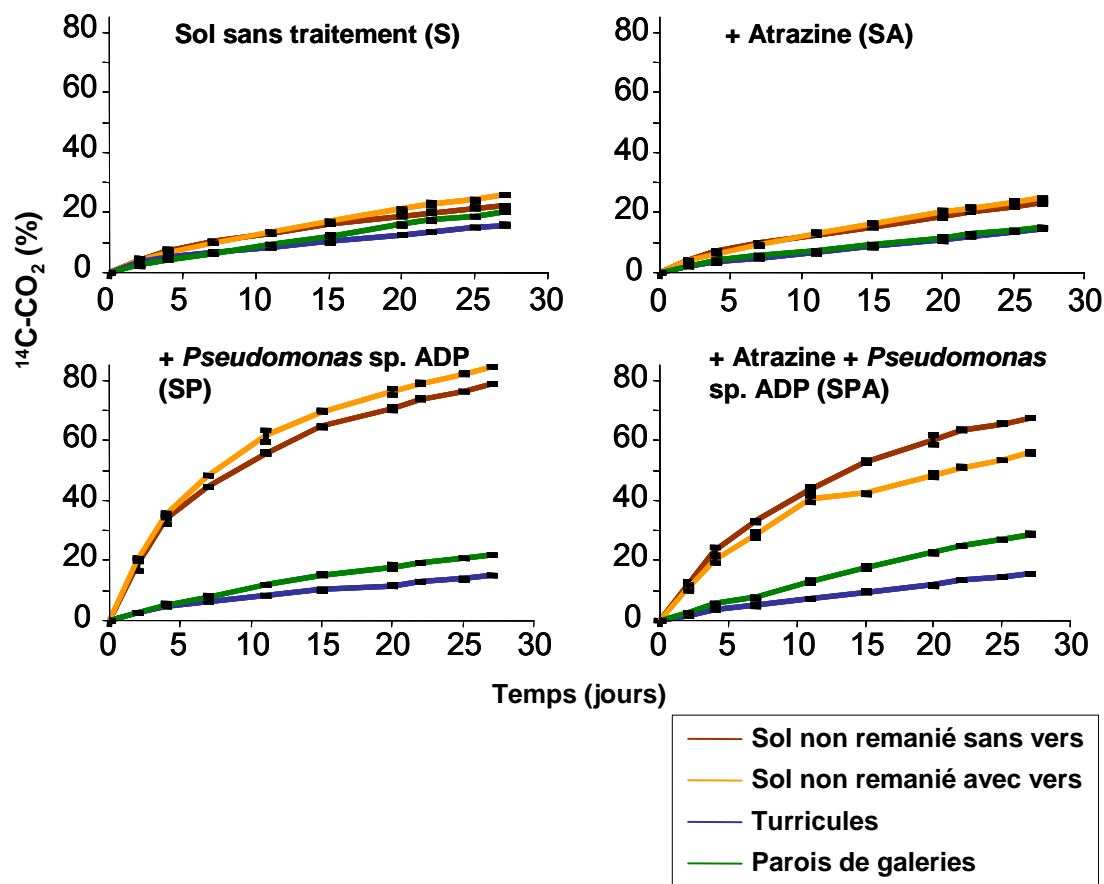 Sol sans traitement (S)
+ Atrazine (SA)
80
60
40
20
0
0 5 10 15 20 25 30
80
60
40
20
0
0 5 10 15 20 25 30
¹⁴C-CO₂ (%)
+ Pseudomonas sp. ADP
(SP)
+ Atrazine + Pseudomonas
sp. ADP (SPA)
80
60
40
20
0
0 5 10 15 20 25 30
80
60
40
20
0
0 5 10 15 20 25 30
Temps (jours)
Sol non remanié sans vers
Sol non remanié avec vers
Turricules
Parois de galeries